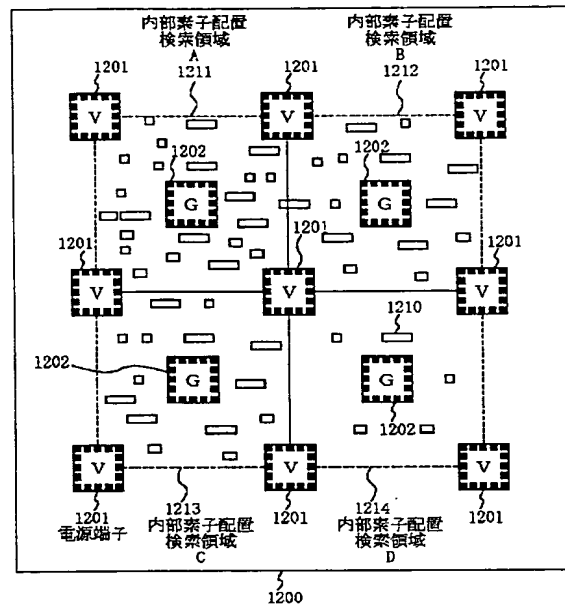 内部素子配置 内部素子配置
検索領域 検索領域
A B
1201 1211 1201 1212 1201
V V V
1202 1202
G G
1201 1201 1201
V V V
1210
1202 G G
1202
V V V
1201 1213 1201 1214 1201
電源端子 内部素子配置 内部素子配置
検索領域 検索領域
C D
1200